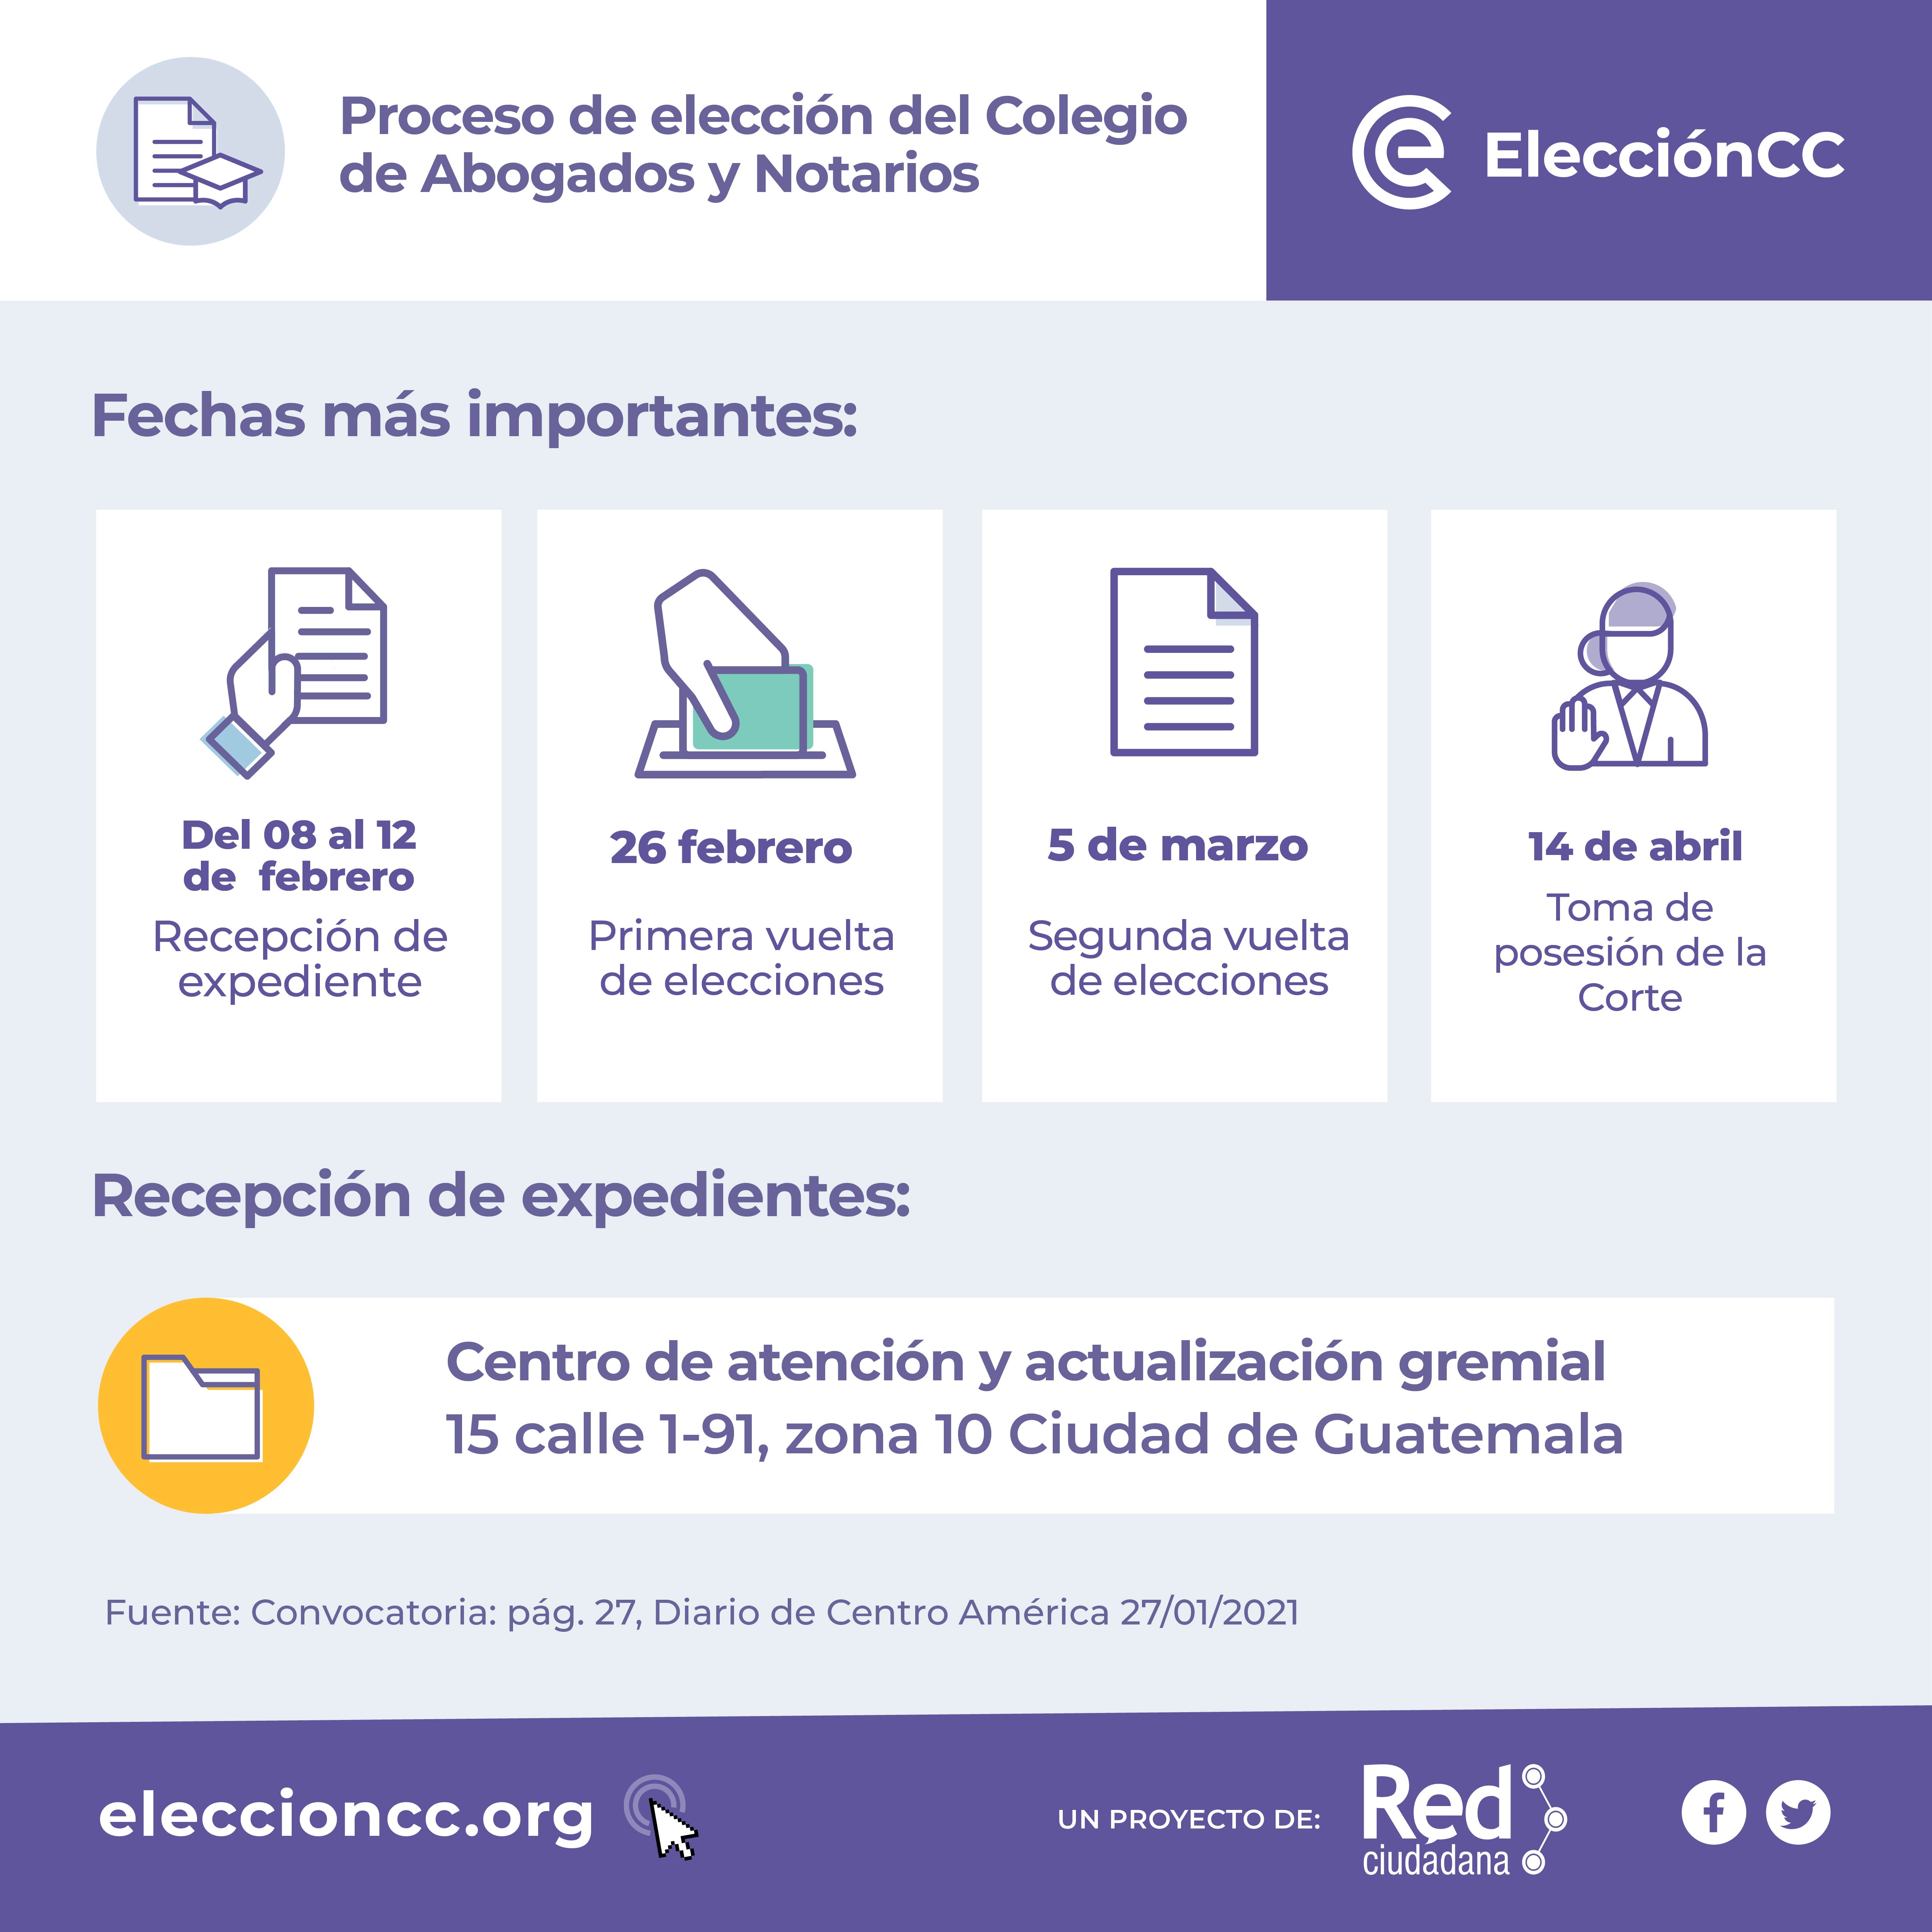 Proceso de elección del Colegio
de Abogados y Notarios
ElecciónCC
Fechas más importantes:
Del 08 al 12
de febrero
Recepción de
expediente
26 febrero
Primera vuelta
de elecciones
5 de marzo
Segunda vuelta
de elecciones
14 de abril
Toma de
posesión de la
Corte
Recepción de expedientes:
Centro de atención y actualización gremial
15 calle 1-91, zona 10 Ciudad de Guatemala
Fuente: Convocatoria: pág. 27, Diario de Centro América 27/01/2021
eleccioncc.org
UN PROYECTO DE:
Red
ciudadana